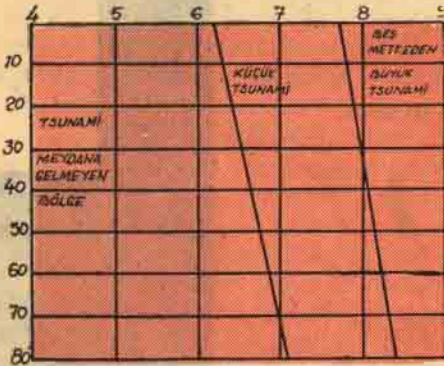 4 5 6 7 8 9
10
20
30
40
50
60
70
80
TSUNAMİ
MEYDANA
GELMEYEN
BÖLGE
KÜÇÜK
TSUNAMİ
BEŞ
METREDEN
BÜYÜK
TSUNAMİ